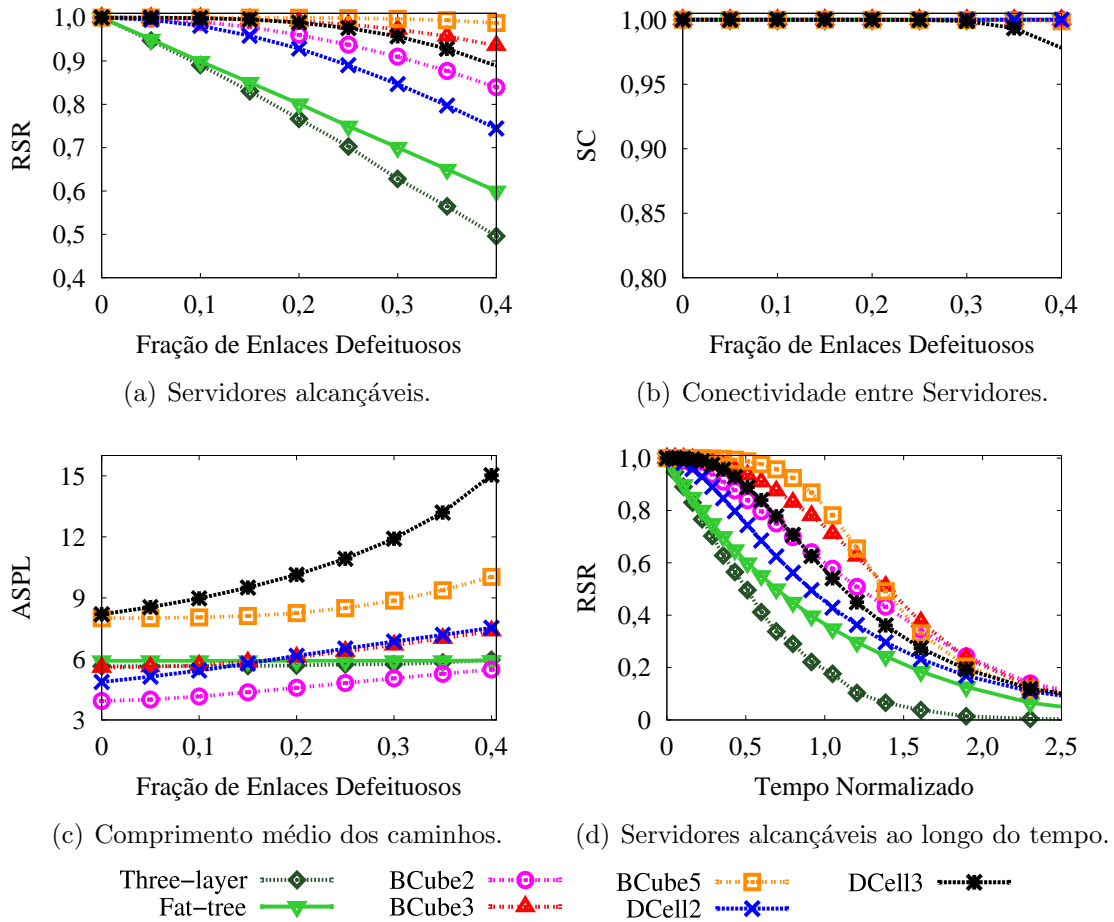 1,0
0,9
0,8
0,7
0,6
0,5
0,4
RSR
0 0,1 0,2 0,3 0,4
Fração de Enlaces Defeituosos
(a) Servidores alcançáveis.
1,00
0,95
0,90
0,85
0,80
SC
0 0,1 0,2 0,3 0,4
Fração de Enlaces Defeituosos
(b) Conectividade entre Servidores.
15
12
9
6
3
ASPL
0 0,1 0,2 0,3 0,4
Fração de Enlaces Defeituosos
(c) Comprimento médio dos caminhos.
1,0
0,8
0,6
0,4
0,2
0
RSR
0 0,5 1,0 1,5 2,0 2,5
Tempo Normalizado
(d) Servidores alcançáveis ao longo do tempo.
Three−layer
Fat−tree
BCube2
BCube3
BCube5
DCell2
DCell3